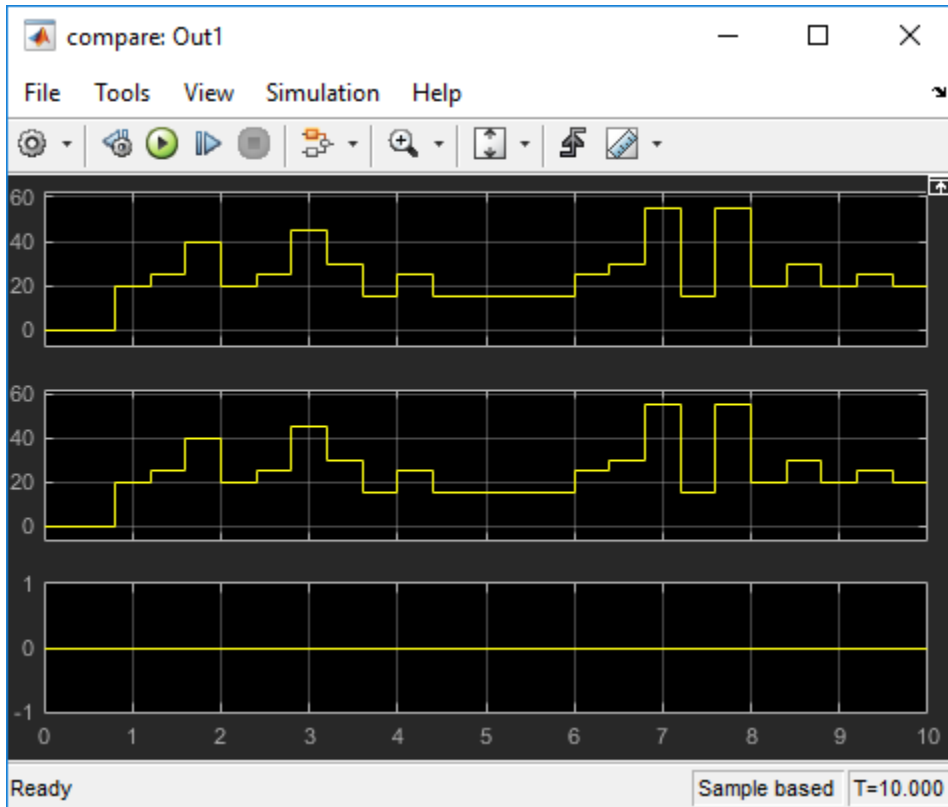 compare: Out1
File Tools View Simulation Help
60
40
20
0
60
40
20
0
1
0
-1
0 1 2 3 4 5 6 7 8 9 10
Ready Sample based T=10.000